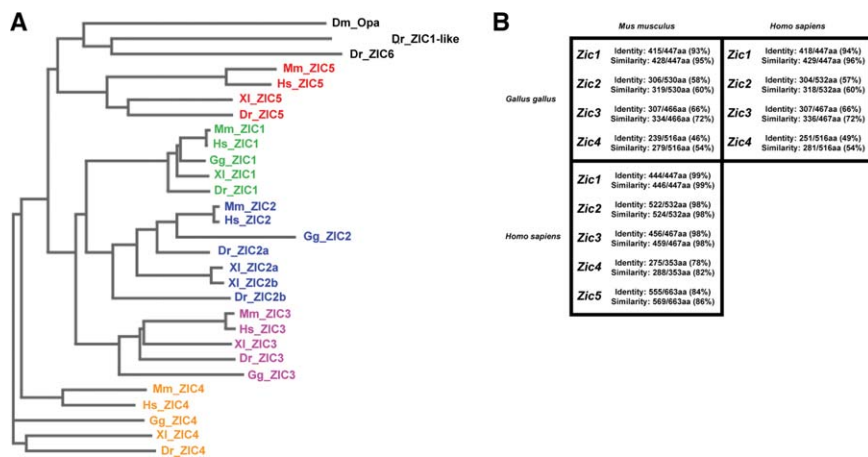 A
Dm_Opa
Dr_ZIC1-like
Dr_ZIC6
Mm_ZIC5
Hs_ZIC5
Xl_ZIC5
Dr_ZIC5
Mm_ZIC1
Hs_ZIC1
Gg_ZIC1
Xl_ZIC1
Dr_ZIC1
Mm_ZIC2
Hs_ZIC2
Gg_ZIC2
Dr_ZIC2a
Xl_ZIC2a
Xl_ZIC2b
Dr_ZIC2b
Mm_ZIC3
Hs_ZIC3
Xl_ZIC3
Dr_ZIC3
Gg_ZIC3
Mm_ZIC4
Hs_ZIC4
Gg_ZIC4
Xl_ZIC4
Dr_ZIC4
B
Mus musculus
Homo sapiens
Gallus gallus
Zic1
Identity: 415/447aa (93%)
Similarity: 428/447aa (95%)
Zic2
Identity: 306/530aa (58%)
Similarity: 319/530aa (60%)
Zic3
Identity: 307/466aa (66%)
Similarity: 334/466aa (72%)
Zic4
Identity: 239/516aa (46%)
Similarity: 279/516aa (54%)
Zic1
Identity: 418/447aa (94%)
Similarity: 429/447aa (96%)
Zic2
Identity: 304/532aa (57%)
Similarity: 318/532aa (60%)
Zic3
Identity: 307/467aa (66%)
Similarity: 336/467aa (72%)
Zic4
Identity: 251/516aa (49%)
Similarity: 281/516aa (54%)
Homo sapiens
Zic1
Identity: 444/447aa (99%)
Similarity: 446/447aa (99%)
Zic2
Identity: 522/532aa (98%)
Similarity: 524/532aa (98%)
Zic3
Identity: 456/467aa (98%)
Similarity: 459/467aa (98%)
Zic4
Identity: 275/353aa (78%)
Similarity: 288/353aa (82%)
Zic5
Identity: 555/663aa (84%)
Similarity: 569/663aa (86%)